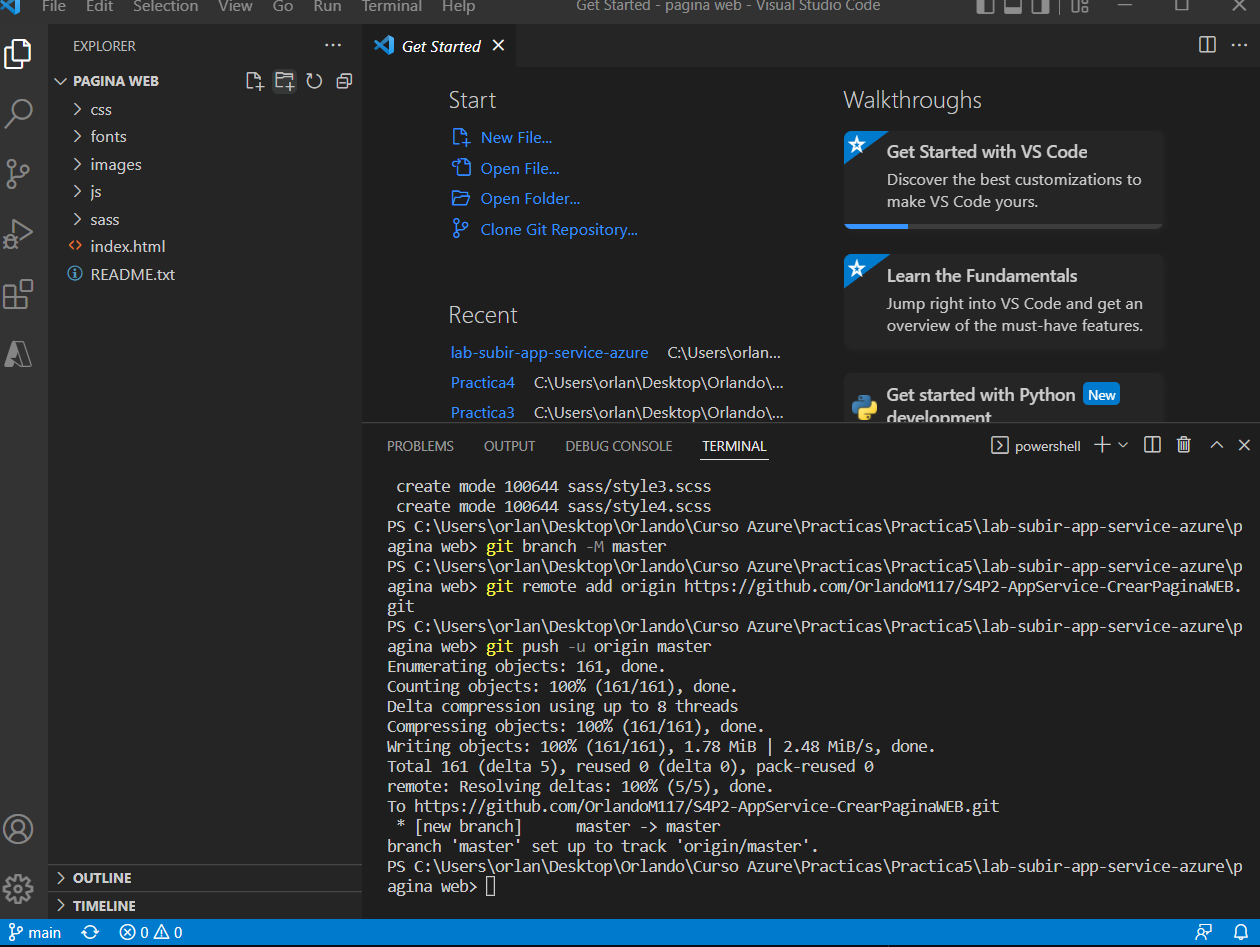 File Edit Selection View Go Run Terminal Help Get Started - pagina web - Visual Studio Code
EXPLORER
PAGINA WEB
css
fonts
images
js
sass
index.html
README.txt
OUTLINE
TIMELINE
Get Started
Start
New File...
Open File...
Open Folder...
Clone Git Repository...
Recent
lab-subir-app-service-azure C:\Users\orlan...
Practica4 C:\Users\orlan\Desktop\Orlando\...
Practica3 C:\Users\orlan\Desktop\Orlando\...
Walkthroughs
Get Started with VS Code
Discover the best customizations to
make VS Code yours.
Learn the Fundamentals
Jump right into VS Code and get an
overview of the must-have features.
Get started with Python New
development
PROBLEMS OUTPUT DEBUG CONSOLE TERMINAL powershell
create mode 100644 sass/style3.scss
create mode 100644 sass/style4.scss
PS C:\Users\orlan\Desktop\Orlando\Curso Azure\Practicas\Practica5\lab-subir-app-service-azure\p
agina web> git branch -M master
PS C:\Users\orlan\Desktop\Orlando\Curso Azure\Practicas\Practica5\lab-subir-app-service-azure\p
agina web> git remote add origin https://github.com/OrlandoM117/S4P2-AppService-CrearPaginaWEB.
git
PS C:\Users\orlan\Desktop\Orlando\Curso Azure\Practicas\Practica5\lab-subir-app-service-azure\p
agina web> git push -u origin master
Enumerating objects: 161, done.
Counting objects: 100% (161/161), done.
Delta compression using up to 8 threads
Compressing objects: 100% (161/161), done.
Writing objects: 100% (161/161), 1.78 MiB | 2.48 MiB/s, done.
Total 161 (delta 5), reused 0 (delta 0), pack-reused 0
remote: Resolving deltas: 100% (5/5), done.
To https://github.com/OrlandoM117/S4P2-AppService-CrearPaginaWEB.git
* [new branch] master -> master
branch 'master' set up to track 'origin/master'.
PS C:\Users\orlan\Desktop\Orlando\Curso Azure\Practicas\Practica5\lab-subir-app-service-azure\p
agina web>
main 0 0